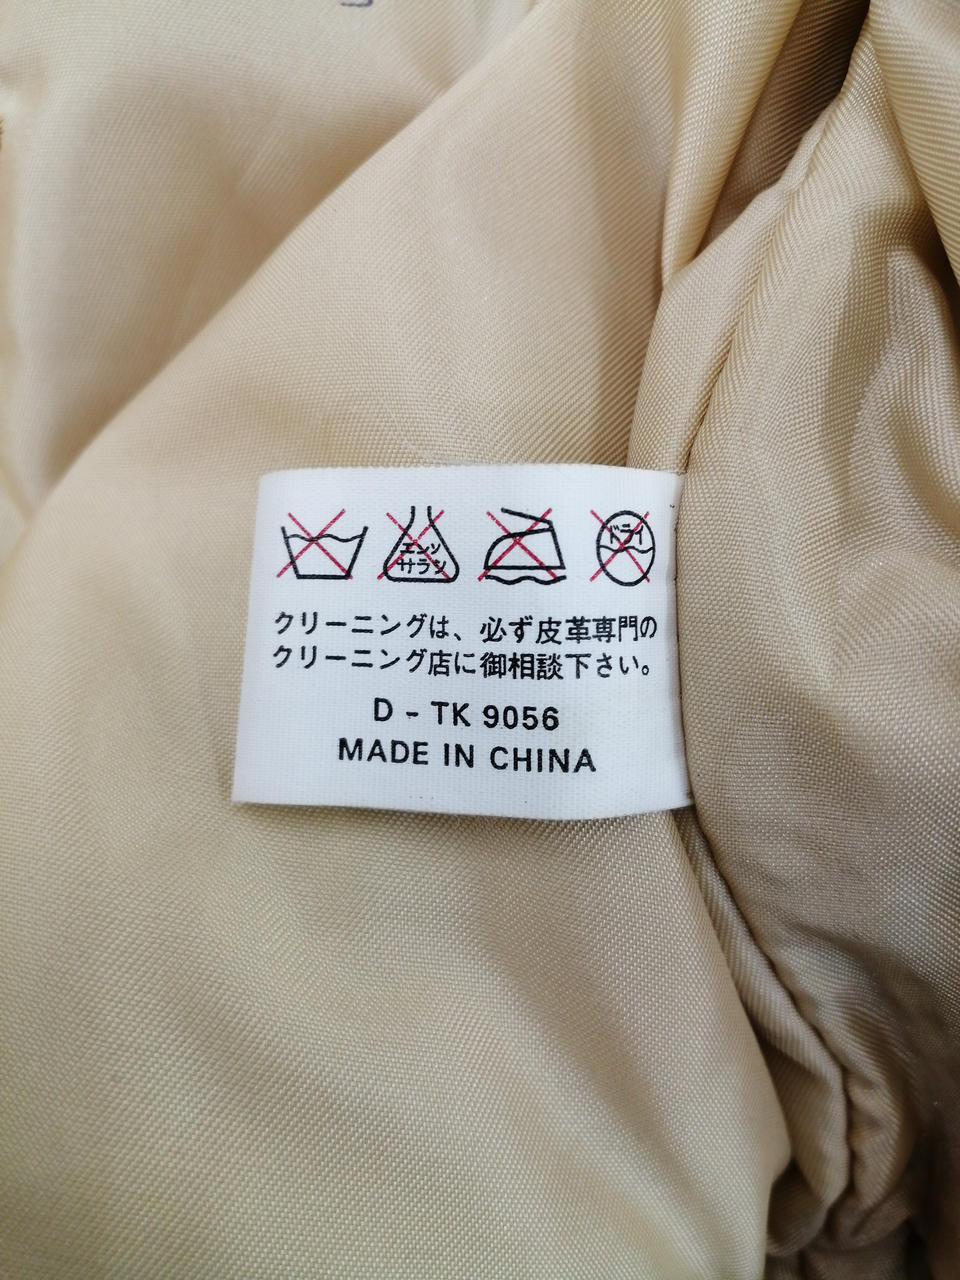 エンソ
サラシ
ドライ
クリーニングは、必ず皮革専門の
クリーニング店に御相談下さい。
D - TK 9056
MADE IN CHINA